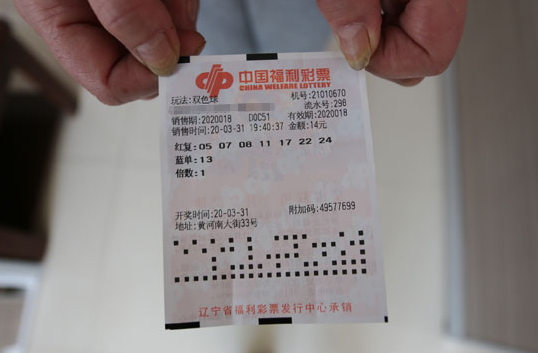 中国福利彩票
CHINA WELFARE LOTTERY
玩法:双色球 机号:21010670
流水号:298
销售期:2020018 DOC51 有效期:2020018
销售时间:20-03-31 19:40:37 金额:14元
红复:05 07 08 11 17 22 24
蓝单:13
倍数:1
开奖时间:20-03-31 附加码:49577699
地址:黄河南大街33号
辽宁省福利彩票发行中心承销